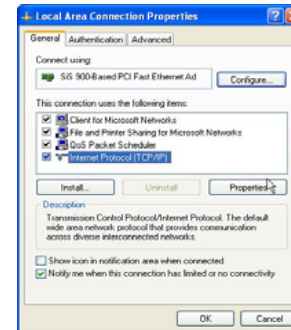 Local Area Connection Properties
General Authentication Advanced
Connect using:
SiS 900-Based PCI Fast Ethernet Ad Configure...
This connection uses the following items:
Client for Microsoft Networks
File and Printer Sharing for Microsoft Networks
QoS Packet Scheduler
Internet Protocol (TCP/IP)
Install... Uninstall Properties
Description
Transmission Control Protocol/Internet Protocol. The default
wide area network protocol that provides communication
across diverse interconnected networks.
Show icon in notification area when connected
Notify me when this connection has limited or no connectivity
OK Cancel